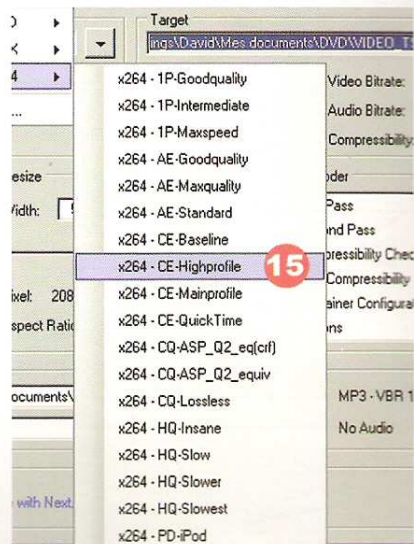 Target
ings\David\Mes documents\DVD\VIDEO_T
4
...
x264 - 1P-Goodquality
x264 - 1P-Intermediate
x264 - 1P-Maxspeed
x264 - AE-Goodquality
x264 - AE-Maxquality
x264 - AE-Standard
x264 - CE-Baseline
x264 - CE-Highprofile 15
x264 - CE-Mainprofile
x264 - CE-QuickTime
x264 - CQ-ASP_Q2_eq(crf)
x264 - CQ-ASP_Q2_equiv
x264 - CQ-Lossless
x264 - HQ-Insane
x264 - HQ-Slow
x264 - HQ-Slower
x264 - HQ-Slowest
x264 - PD-iPod
Video Bitrate:
Audio Bitrate:
Compressibility:
der
Pass
nd Pass
pressibility Chec
Compressibility
ainer Configurat
ns
MP3 - VBR 1
No Audio
esize
/idth:
ixel: 208
spect Ratio
ocuments\
with Next.